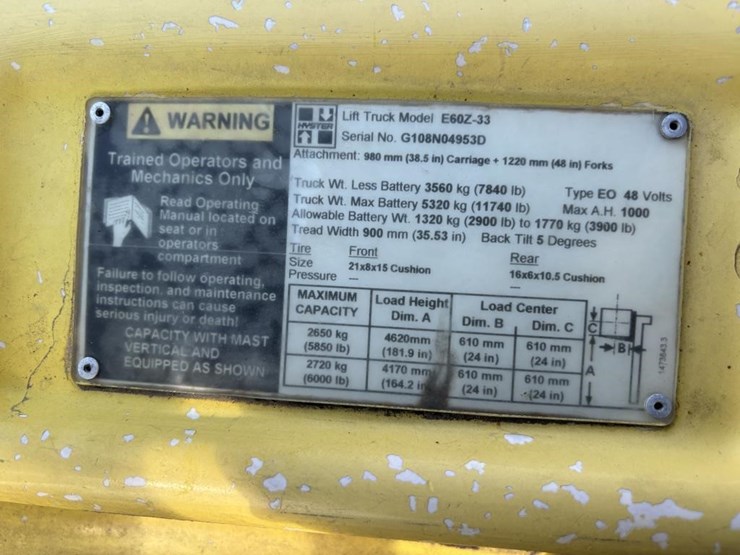 WARNING
Trained Operators and
Mechanics Only
Read Operating
Manual located on
seat or in
operators
compartment
Failure to follow operating,
inspection, and maintenance
instructions can cause
serious injury or death!
CAPACITY WITH MAST
VERTICAL AND
EQUIPPED AS SHOWN
HYSTER
Lift Truck Model E60Z-33
Serial No. G108N04953D
Attachment: 980 mm (38.5 in) Carriage + 1220 mm (48 in) Forks
Truck Wt. Less Battery 3560 kg (7840 lb) Type EO 48 Volts
Truck Wt. Max Battery 5320 kg (11740 lb) Max A.H. 1000
Allowable Battery Wt. 1320 kg (2900 lb) to 1770 kg (3900 lb)
Tread Width 900 mm (35.53 in) Back Tilt 5 Degrees
Tire Front Rear
Size 21x8x15 Cushion 16x6x10.5 Cushion
Pressure — —
MAXIMUM CAPACITY Load Height Dim. A Load Center Dim. B Dim. C
2650 kg (5850 lb) 4620mm (181.9 in) 610 mm (24 in) 610 mm (24 in)
2720 kg (6000 lb) 4170 mm (164.2 in) 610 mm (24 in) 610 mm (24 in)
C
B
A